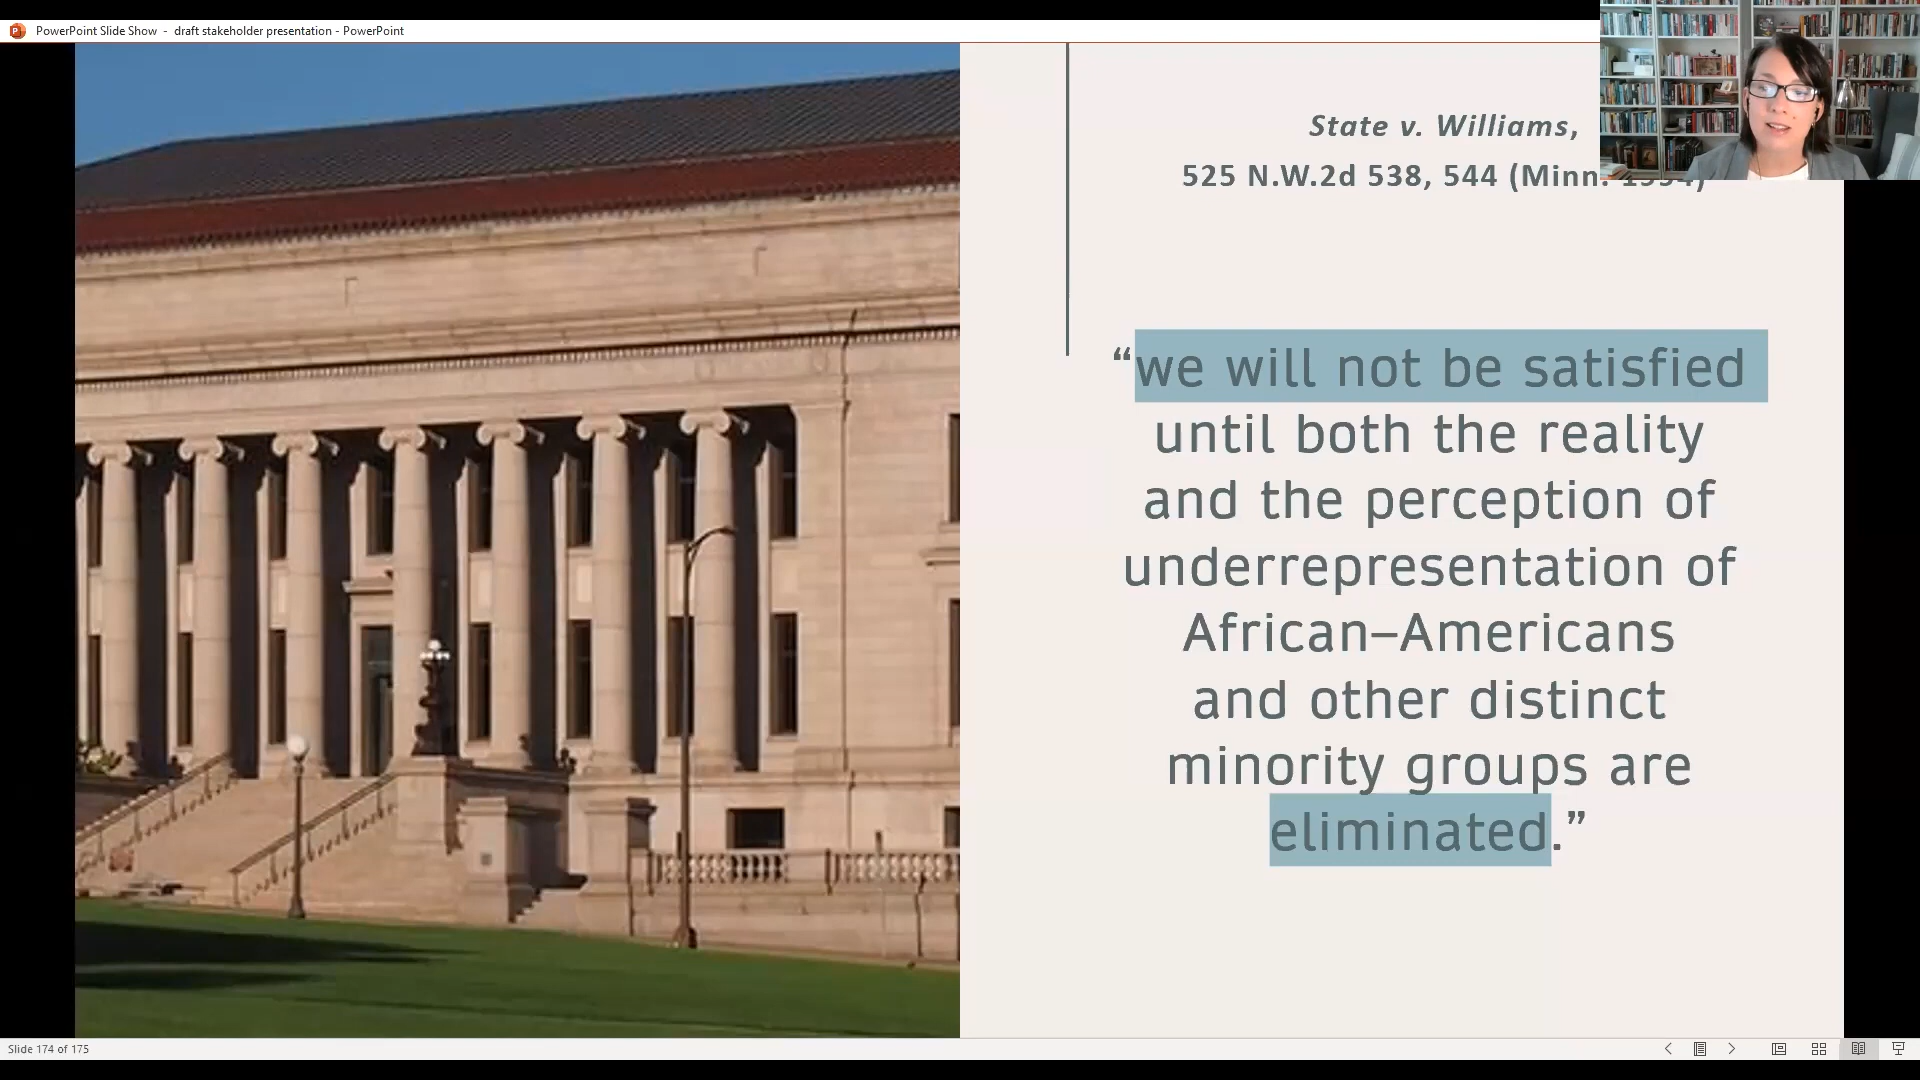 PowerPoint Slide Show - draft stakeholder presentation - PowerPoint
State v. Williams,
525 N.W.2d 538, 544 (Minn. 1994)
“we will not be satisfied
until both the reality
and the perception of
underrepresentation of
African–Americans
and other distinct
minority groups are
eliminated.”
Slide 174 of 175